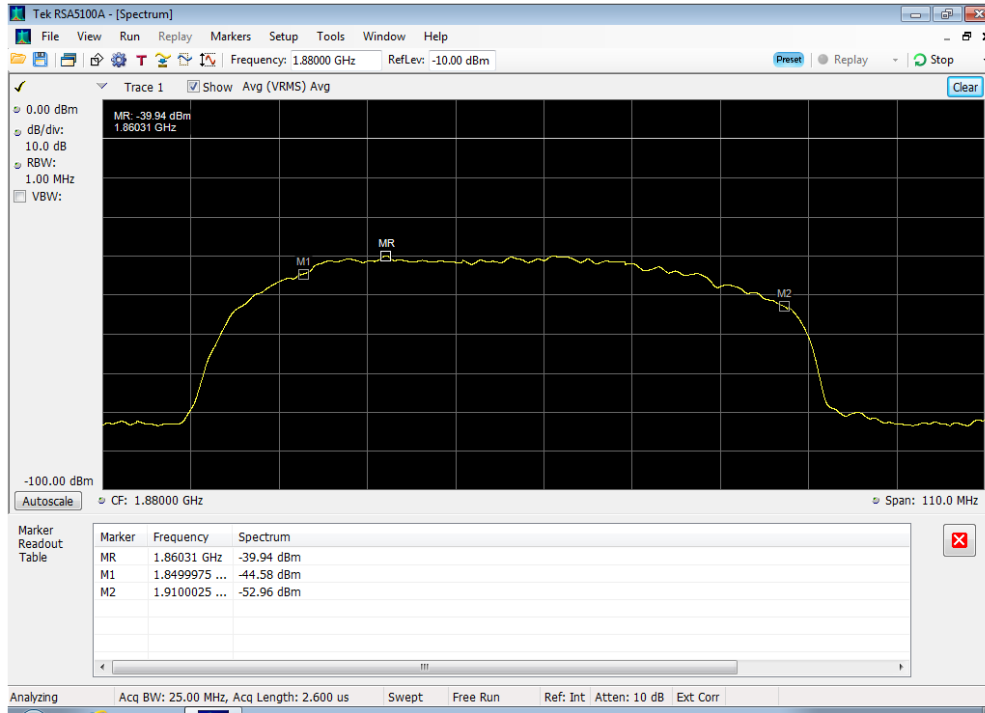 Tek RSA5100A - [Spectrum]
File View Run Replay Markers Setup Tools Window Help
Frequency: 1.88000 GHz RefLev: -10.00 dBm Preset Replay Stop
Trace 1 Show Avg (VRMS) Avg Clear
0.00 dBm
dB/div:
10.0 dB
RBW:
1.00 MHz
VBW:
MR: -39.94 dBm
1.86031 GHz
MR
M1
M2
-100.00 dBm
Autoscale CF: 1.88000 GHz Span: 110.0 MHz
Marker
Readout
Table
Marker Frequency Spectrum
MR 1.86031 GHz -39.94 dBm
M1 1.8499975 ... -44.58 dBm
M2 1.9100025 ... -52.96 dBm
Analyzing Acq BW: 25.00 MHz, Acq Length: 2.600 us Swept Free Run Ref: Int Atten: 10 dB Ext Corr